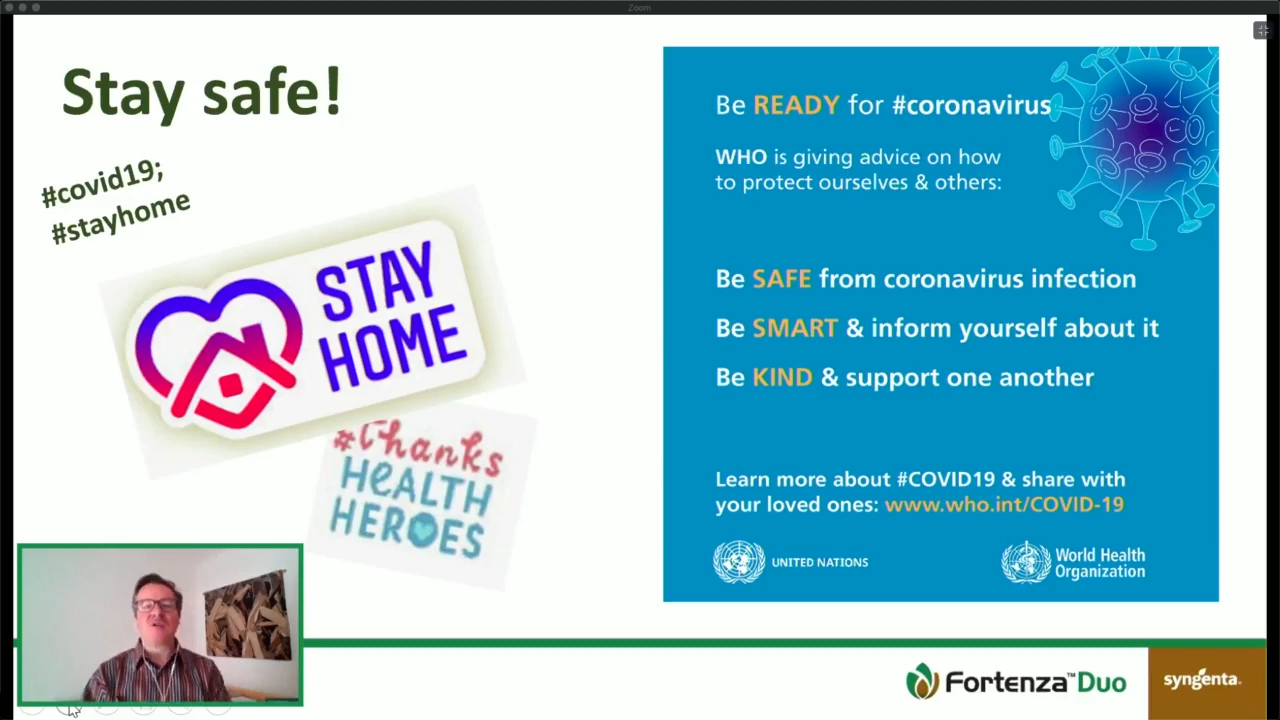 Zoom
Stay safe!
#covid19;
#stayhome
STAY
HOME
#Thanks
HEALTH
HEROES
Be READY for #coronavirus
WHO is giving advice on how
to protect ourselves & others:
Be SAFE from coronavirus infection
Be SMART & inform yourself about it
Be KIND & support one another
Learn more about #COVID19 & share with
your loved ones: www.who.int/COVID-19
UNITED NATIONS
World Health
Organization
Fortenza™ Duo
syngenta.